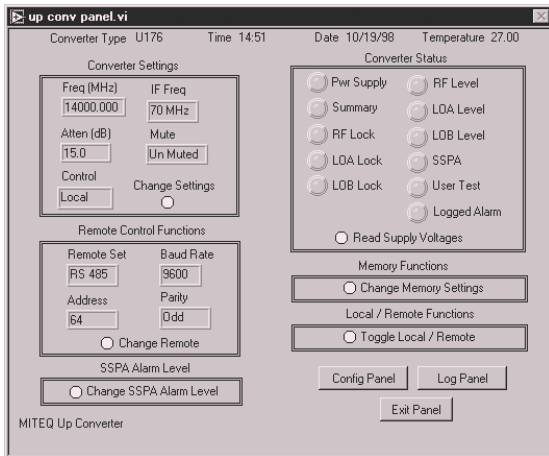 up conv panel.vi
Converter Type U176 Time 14:51 Date 10/19/98 Temperature 27.00
Converter Settings
Freq (MHz) IF Freq
14000.000 70 MHz
Atten (dB) Mute
15.0 Un Muted
Control
Local
Change Settings
Remote Control Functions
Remote Set Baud Rate
RS 485 9600
Address Parity
64 Odd
Change Remote
SSPA Alarm Level
Change SSPA Alarm Level
MITEQ Up Converter
Converter Status
Pwr Supply RF Level
Summary LOA Level
RF Lock LOB Level
LOA Lock SSPA
LOB Lock User Test
Logged Alarm
Read Supply Voltages
Memory Functions
Change Memory Settings
Local / Remote Functions
Toggle Local / Remote
Config Panel Log Panel
Exit Panel